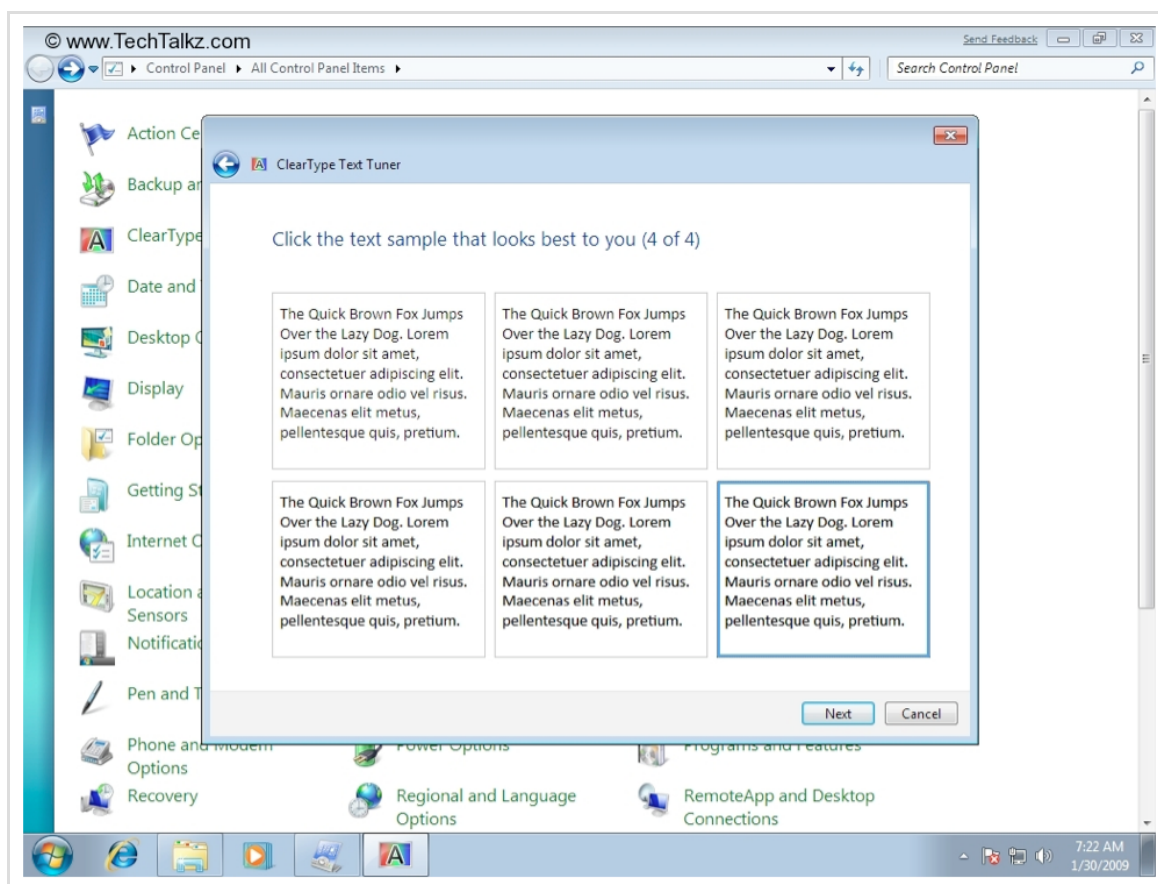 © www.TechTalkz.com
Send Feedback
Control Panel ▸ All Control Panel Items ▸
Search Control Panel
Action Ce
Backup an
ClearType
Date and
Desktop G
Display
Folder Op
Getting St
Internet O
Location a
Sensors
Notificatio
Pen and T
Phone and Modem
Options
Recovery
ClearType Text Tuner
Click the text sample that looks best to you (4 of 4)
The Quick Brown Fox Jumps
Over the Lazy Dog. Lorem
ipsum dolor sit amet,
consectetuer adipiscing elit.
Mauris ornare odio vel risus.
Maecenas elit metus,
pellentesque quis, pretium.
The Quick Brown Fox Jumps
Over the Lazy Dog. Lorem
ipsum dolor sit amet,
consectetuer adipiscing elit.
Mauris ornare odio vel risus.
Maecenas elit metus,
pellentesque quis, pretium.
The Quick Brown Fox Jumps
Over the Lazy Dog. Lorem
ipsum dolor sit amet,
consectetuer adipiscing elit.
Mauris ornare odio vel risus.
Maecenas elit metus,
pellentesque quis, pretium.
The Quick Brown Fox Jumps
Over the Lazy Dog. Lorem
ipsum dolor sit amet,
consectetuer adipiscing elit.
Mauris ornare odio vel risus.
Maecenas elit metus,
pellentesque quis, pretium.
The Quick Brown Fox Jumps
Over the Lazy Dog. Lorem
ipsum dolor sit amet,
consectetuer adipiscing elit.
Mauris ornare odio vel risus.
Maecenas elit metus,
pellentesque quis, pretium.
The Quick Brown Fox Jumps
Over the Lazy Dog. Lorem
ipsum dolor sit amet,
consectetuer adipiscing elit.
Mauris ornare odio vel risus.
Maecenas elit metus,
pellentesque quis, pretium.
Next
Cancel
Power Options
Programs and Features
Regional and Language
Options
RemoteApp and Desktop
Connections
7:22 AM
1/30/2009